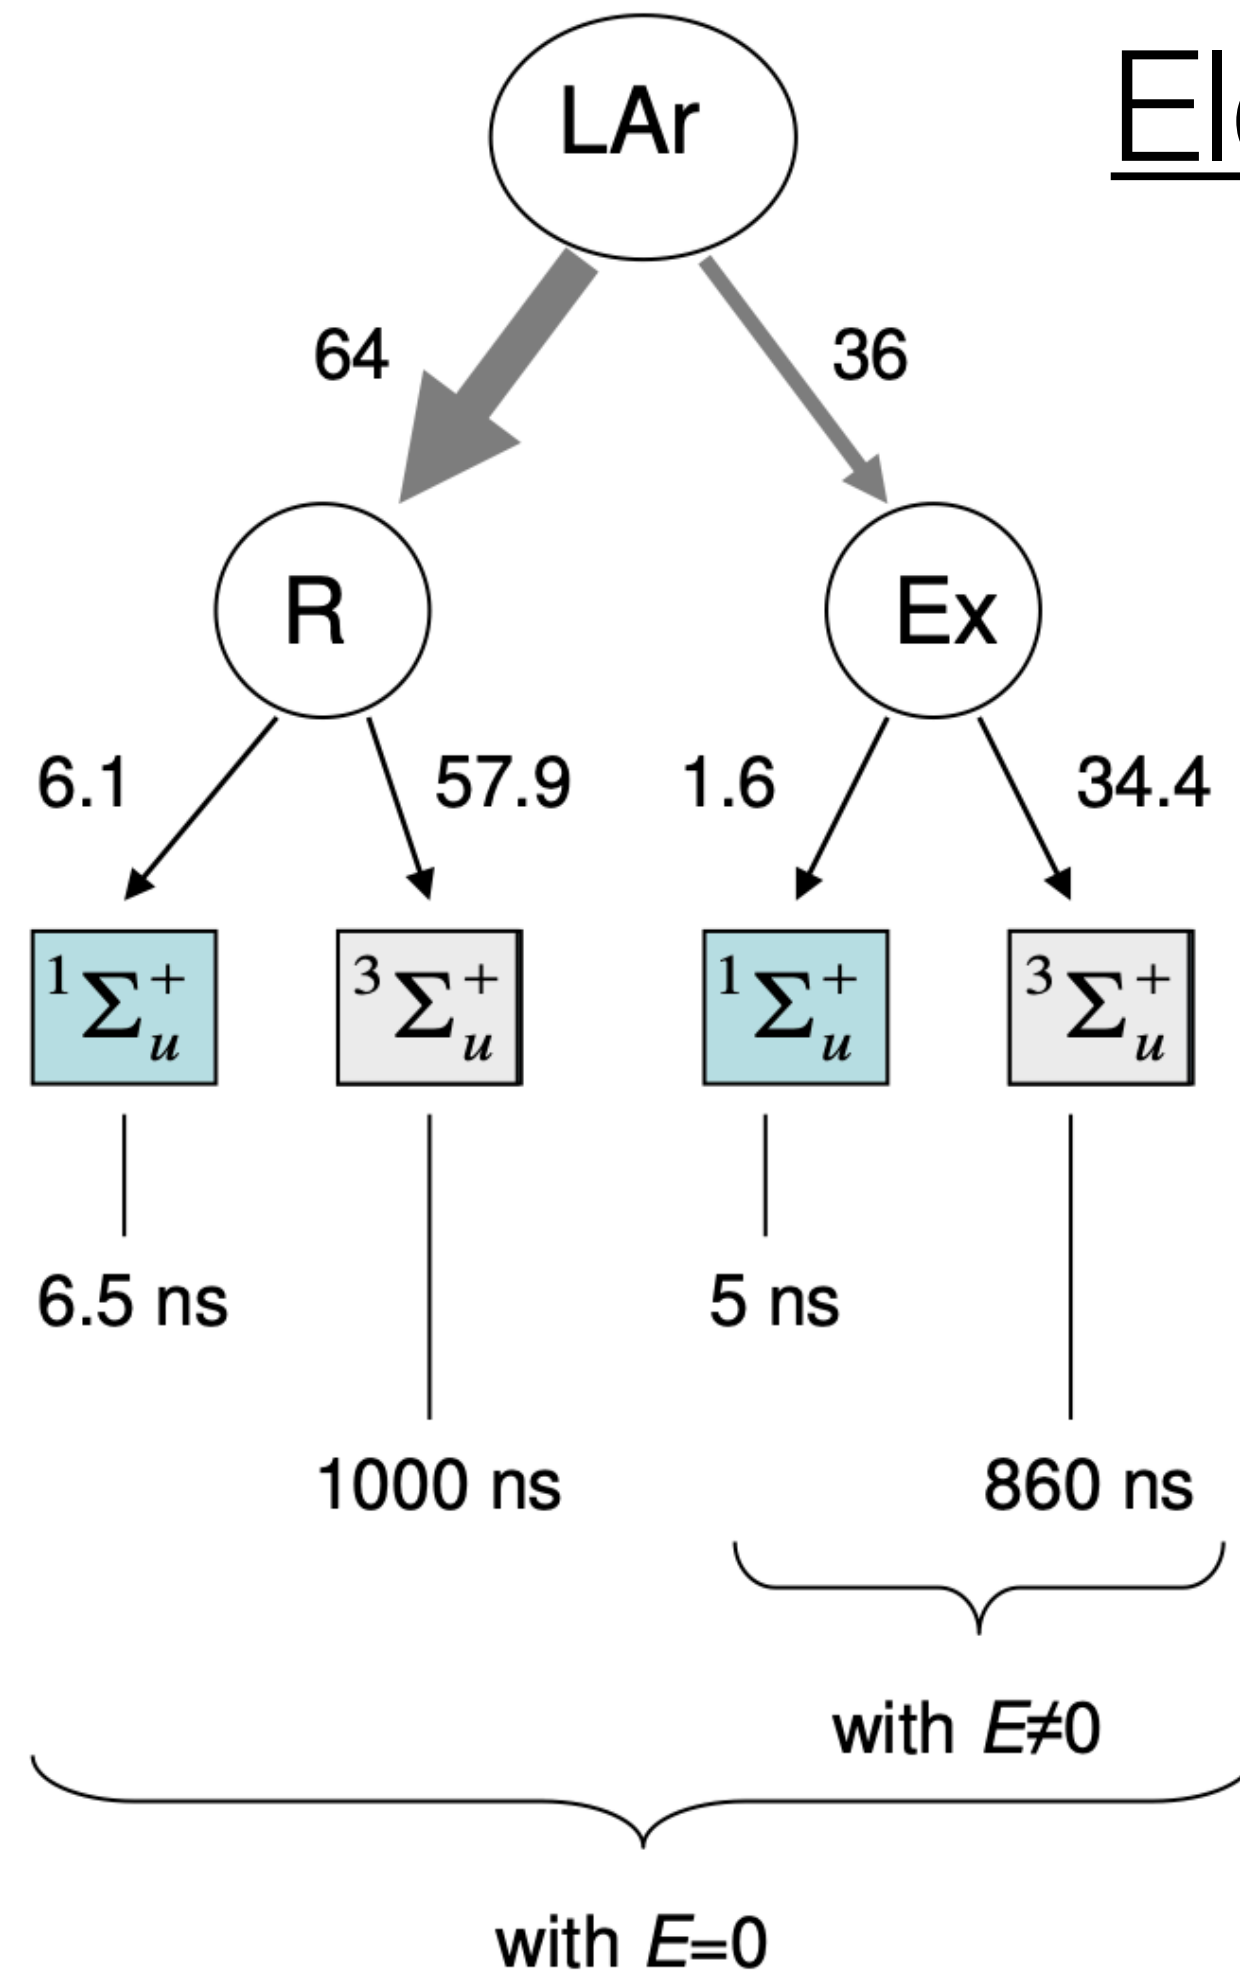 LAr
64 36
R Ex
6.1 57.9 1.6 34.4
¹Σᵤ⁺ ³Σᵤ⁺ ¹Σᵤ⁺ ³Σᵤ⁺
6.5 ns 5 ns
1000 ns 860 ns
with E≠0
with E=0